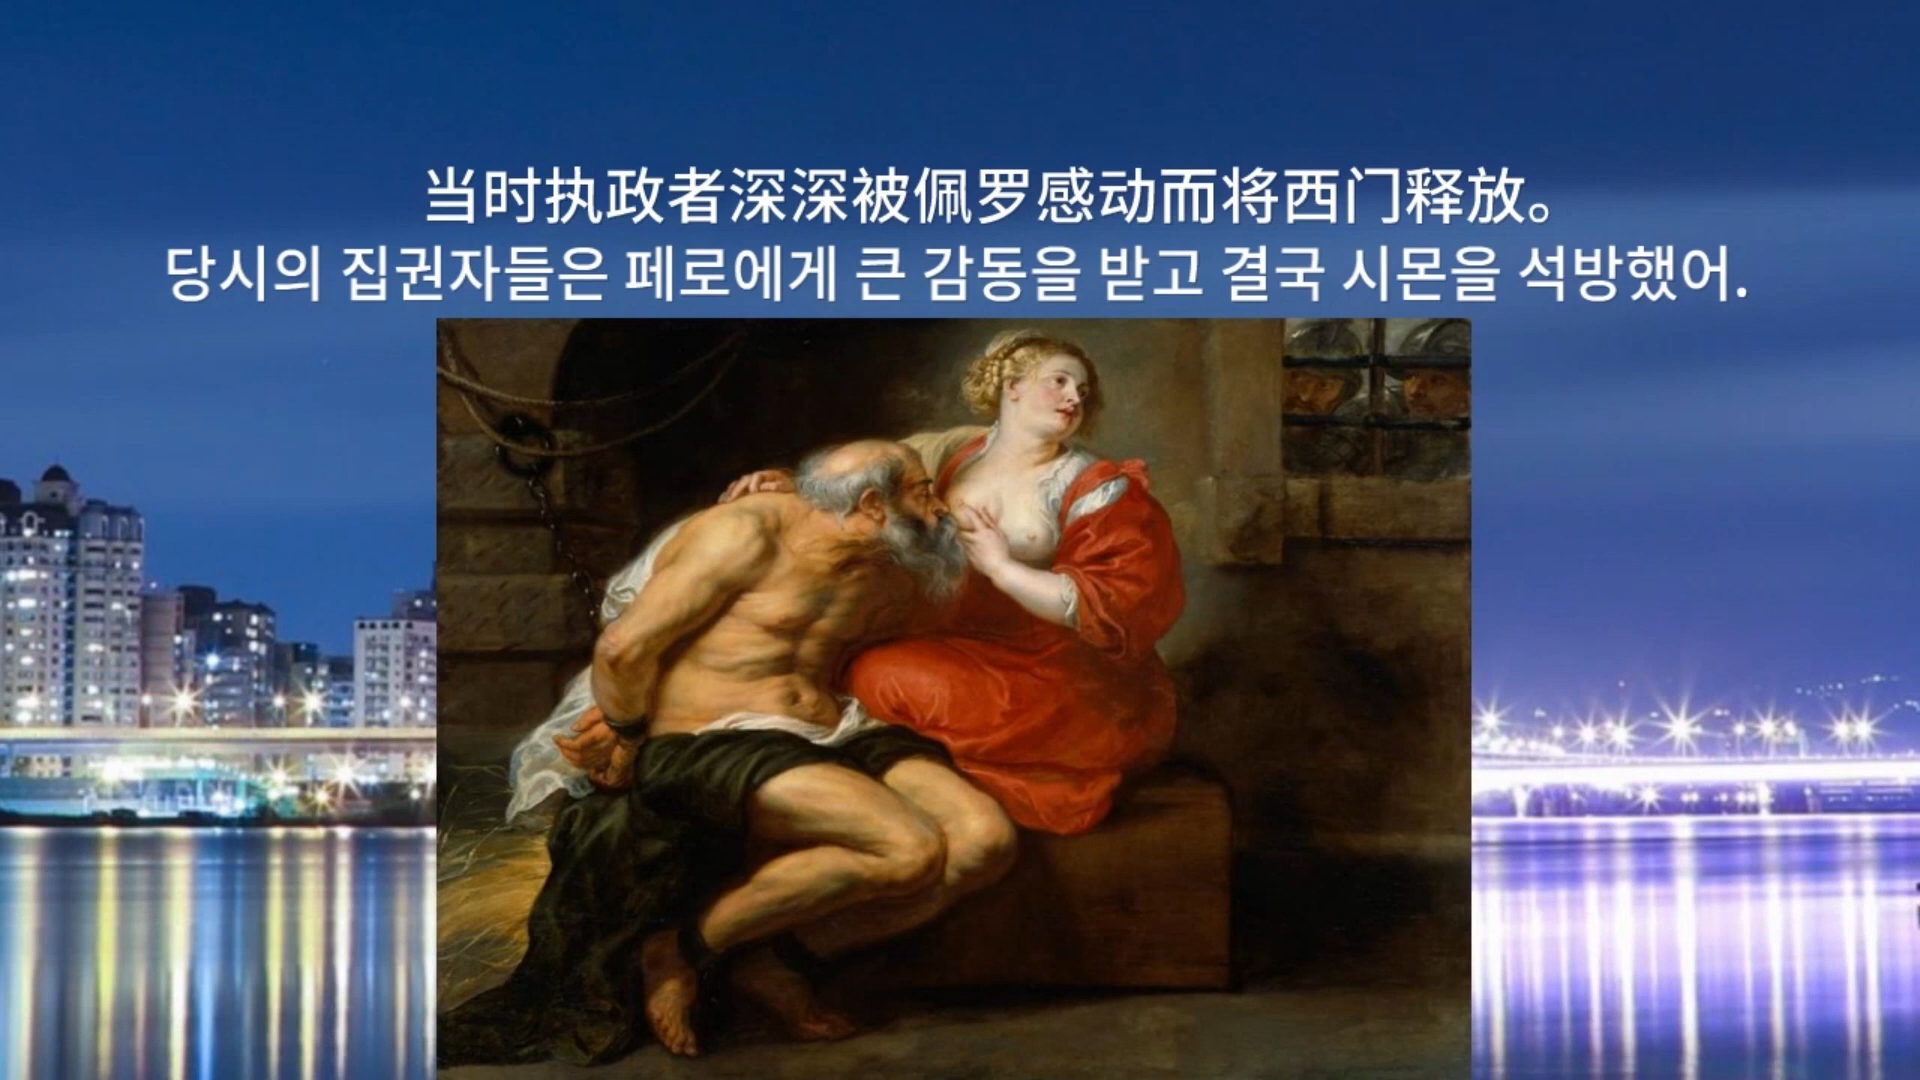 当时执政者深深被佩罗感动而将西门释放。
당시의 집권자들은 페로에게 큰 감동을 받고 결국 시몬을 석방했어.